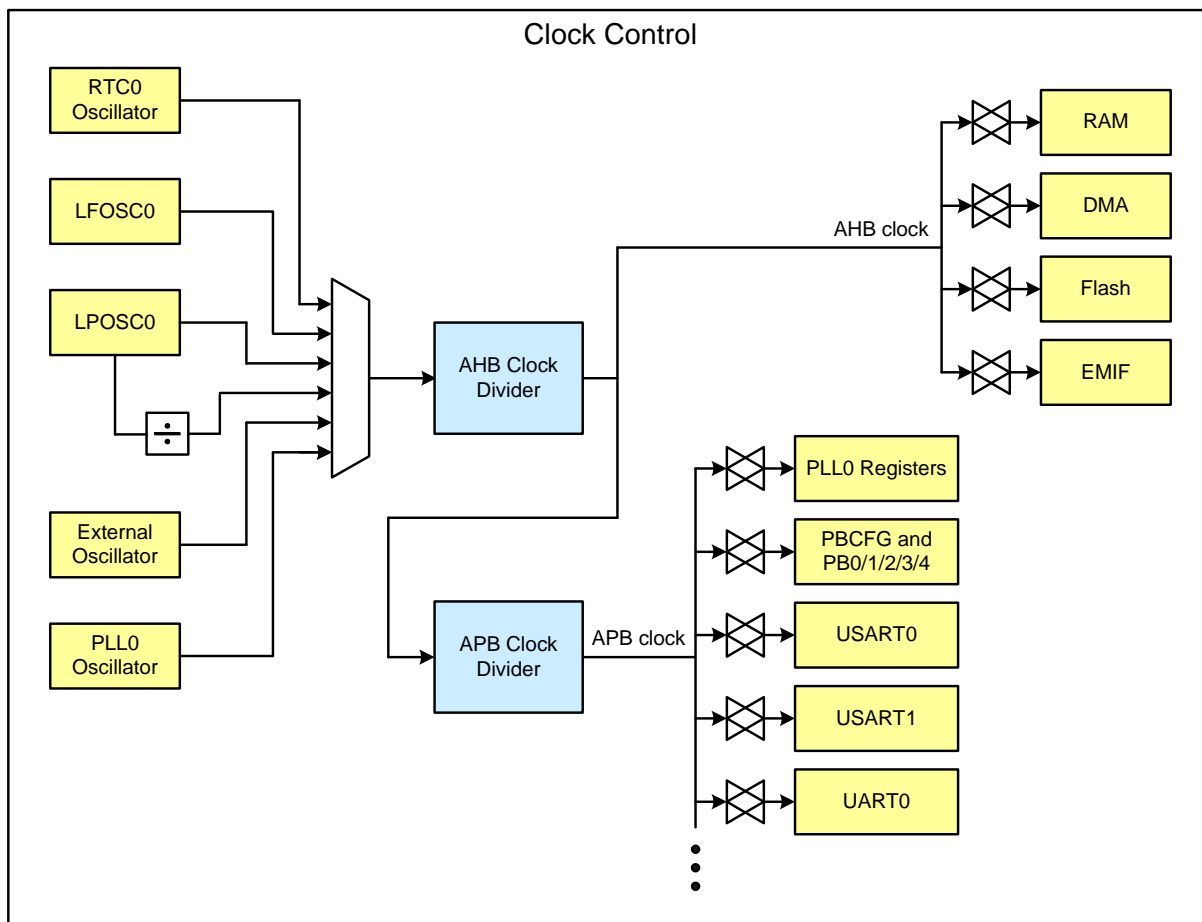 Clock Control
RTC0
Oscillator
LFOSC0
LPOSC0
÷
External
Oscillator
PLL0
Oscillator
AHB Clock
Divider
AHB clock
RAM
DMA
Flash
EMIF
APB Clock
Divider
APB clock
PLL0 Registers
PBCFG and
PB0/1/2/3/4
USART0
USART1
UART0